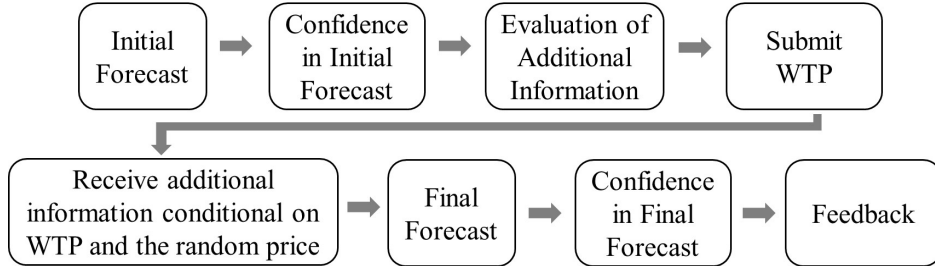 Initial
Forecast
Confidence
in Initial
Forecast
Evaluation of
Additional
Information
Submit
WTP
Receive additional
information conditional on
WTP and the random price
Final
Forecast
Confidence
in Final
Forecast
Feedback